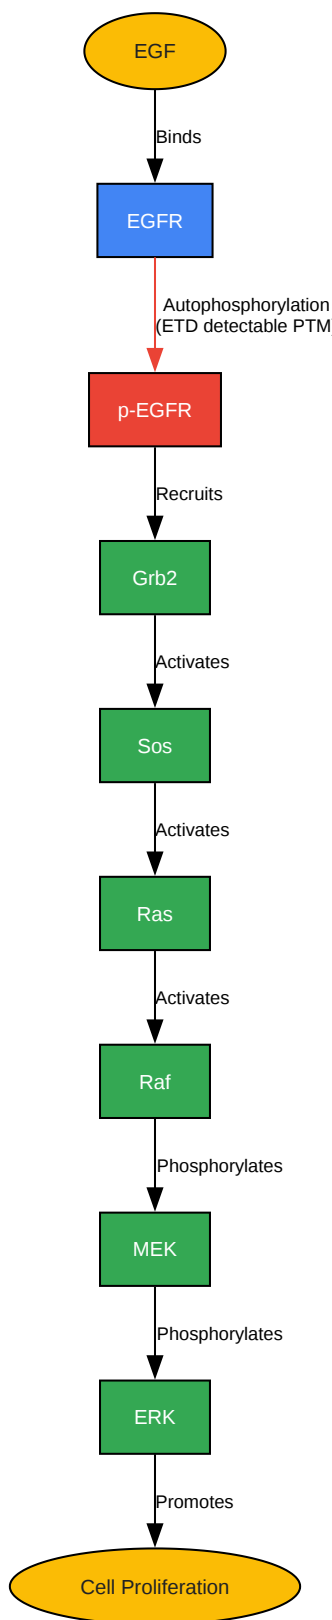 EGF
Binds
EGFR
Autophosphorylation
(ETD detectable PTM)
p-EGFR
Recruits
Grb2
Activates
Sos
Activates
Ras
Activates
Raf
Phosphorylates
MEK
Phosphorylates
ERK
Promotes
Cell Proliferation